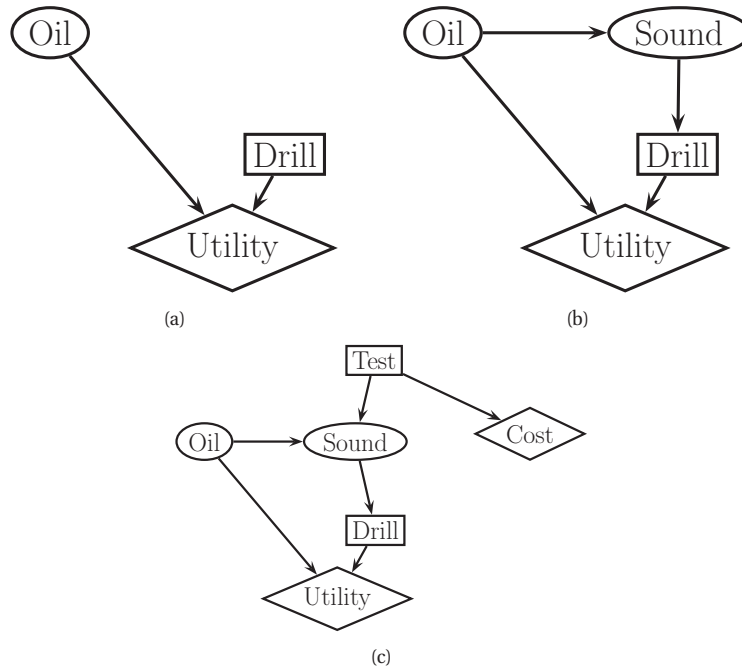 Oil
Drill
Utility
(a)
Oil
Sound
Drill
Utility
(b)
Test
Oil
Sound
Cost
Drill
Utility
(c)